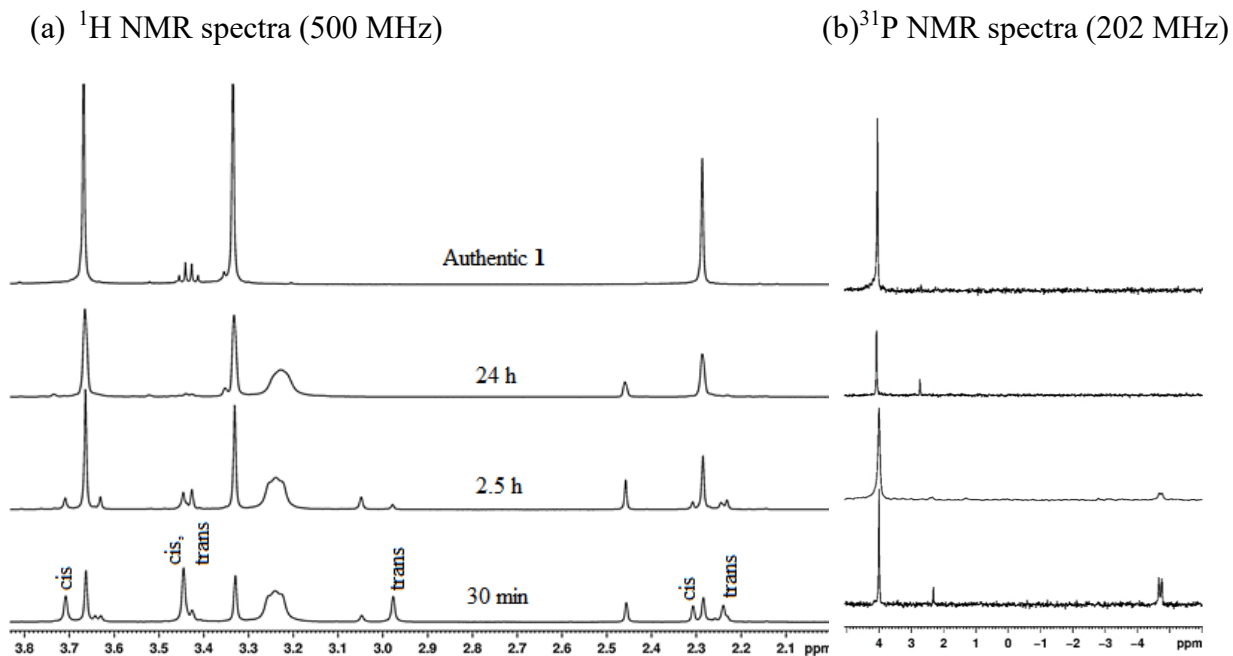 (a) ¹H NMR spectra (500 MHz)
(b)³¹P NMR spectra (202 MHz)
Authentic 1
24 h
2.5 h
30 min
cis
cis,
trans
trans
cis
trans
3.8 3.7 3.6 3.5 3.4 3.3 3.2 3.1 3.0 2.9 2.8 2.7 2.6 2.5 2.4 2.3 2.2 2.1 ppm
4 3 2 1 0 −1 −2 −3 −4 ppm